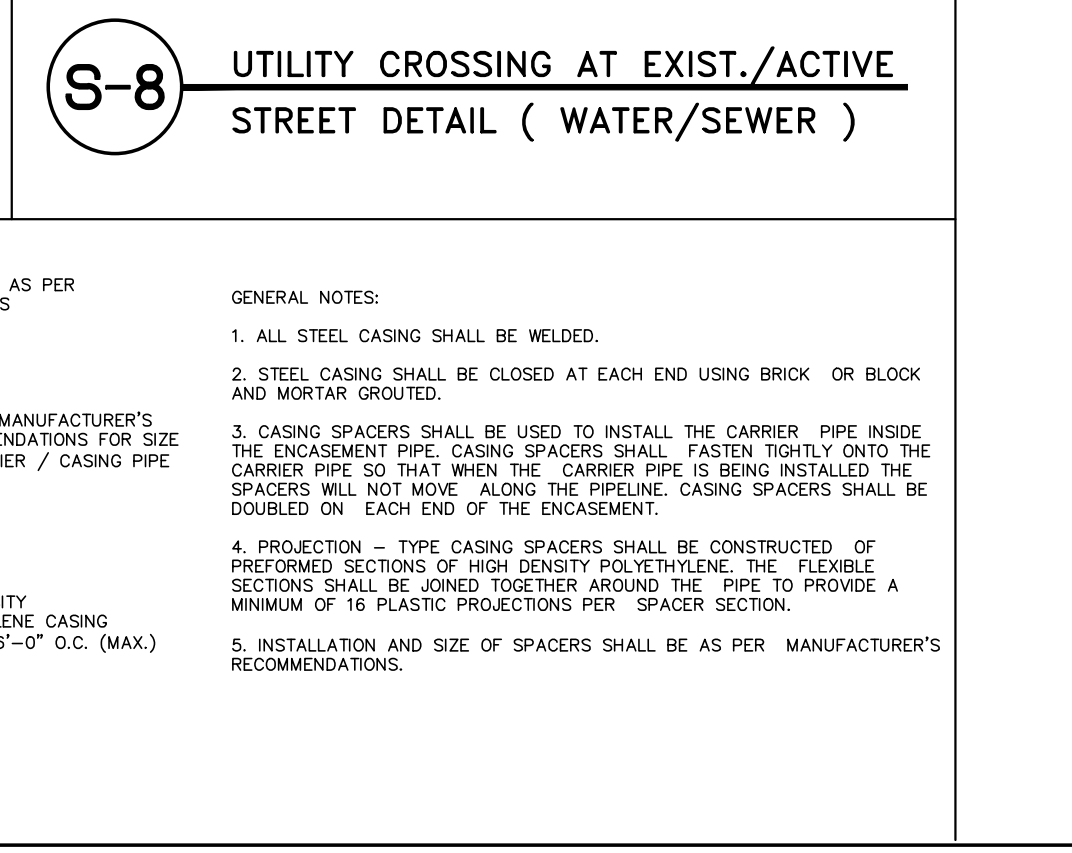 S-8
UTILITY CROSSING AT EXIST./ACTIVE
STREET DETAIL ( WATER/SEWER )
AS PER
S
MANUFACTURER'S
ENDATIONS FOR SIZE
IER / CASING PIPE
ITY
LENE CASING
6'-0" O.C. (MAX.)
GENERAL NOTES:
1. ALL STEEL CASING SHALL BE WELDED.
2. STEEL CASING SHALL BE CLOSED AT EACH END USING BRICK OR BLOCK
AND MORTAR GROUTED.
3. CASING SPACERS SHALL BE USED TO INSTALL THE CARRIER PIPE INSIDE
THE ENCASEMENT PIPE. CASING SPACERS SHALL FASTEN TIGHTLY ONTO THE
CARRIER PIPE SO THAT WHEN THE CARRIER PIPE IS BEING INSTALLED THE
SPACERS WILL NOT MOVE ALONG THE PIPELINE. CASING SPACERS SHALL BE
DOUBLED ON EACH END OF THE ENCASEMENT.
4. PROJECTION - TYPE CASING SPACERS SHALL BE CONSTRUCTED OF
PREFORMED SECTIONS OF HIGH DENSITY POLYETHYLENE. THE FLEXIBLE
SECTIONS SHALL BE JOINED TOGETHER AROUND THE PIPE TO PROVIDE A
MINIMUM OF 16 PLASTIC PROJECTIONS PER SPACER SECTION.
5. INSTALLATION AND SIZE OF SPACERS SHALL BE AS PER MANUFACTURER'S
RECOMMENDATIONS.